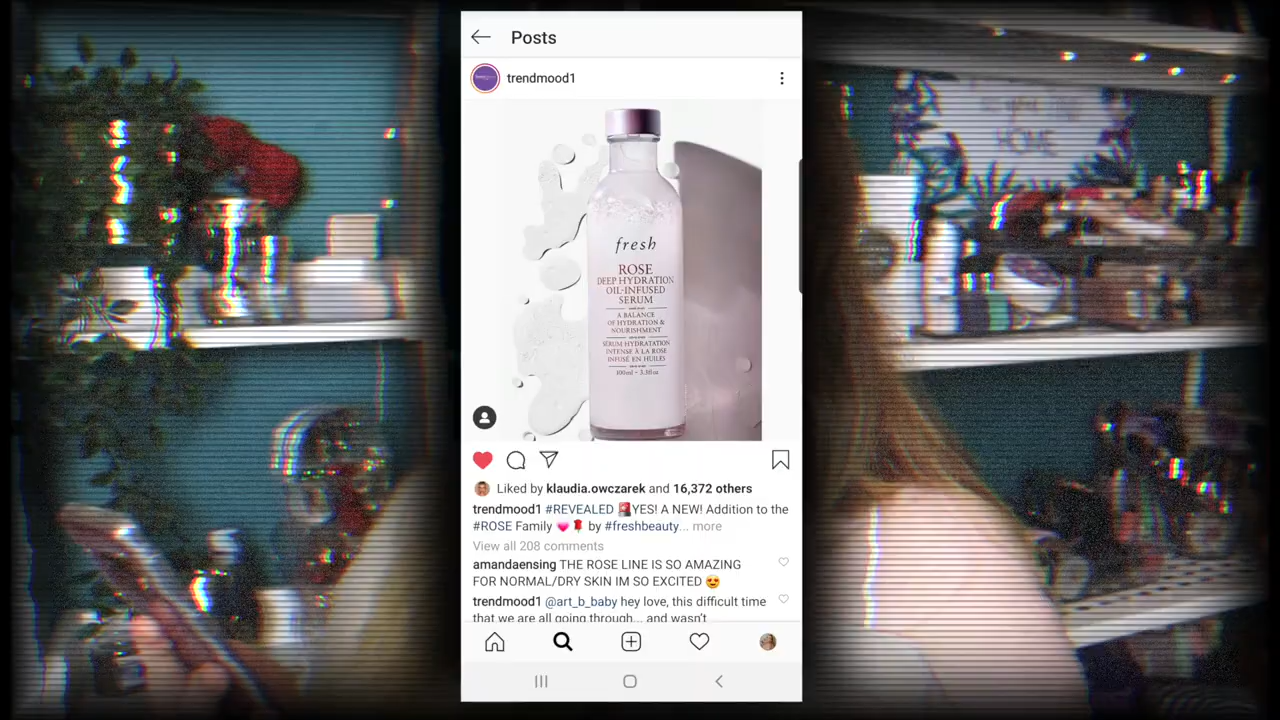 Posts
trendmood1
fresh
ROSE
DEEP HYDRATION
OIL-INFUSED
SERUM
A BALANCE
OF HYDRATION &
NOURISHMENT
SÉRUM HYDRATATION
INTENSE À LA ROSE
INFUSÉ EN HUILES
100ml - 3.3fl oz
Liked by klaudia.owczarek and 16,372 others
trendmood1 #REVEALED 🚨YES! A NEW! Addition to the
#ROSE Family 💗🌹 by #freshbeauty... more
View all 208 comments
amandaensing THE ROSE LINE IS SO AMAZING
FOR NORMAL/DRY SKIN IM SO EXCITED 😍
trendmood1 @art_b_baby hey love, this difficult time
that we are all going through... and wasn't
HOME